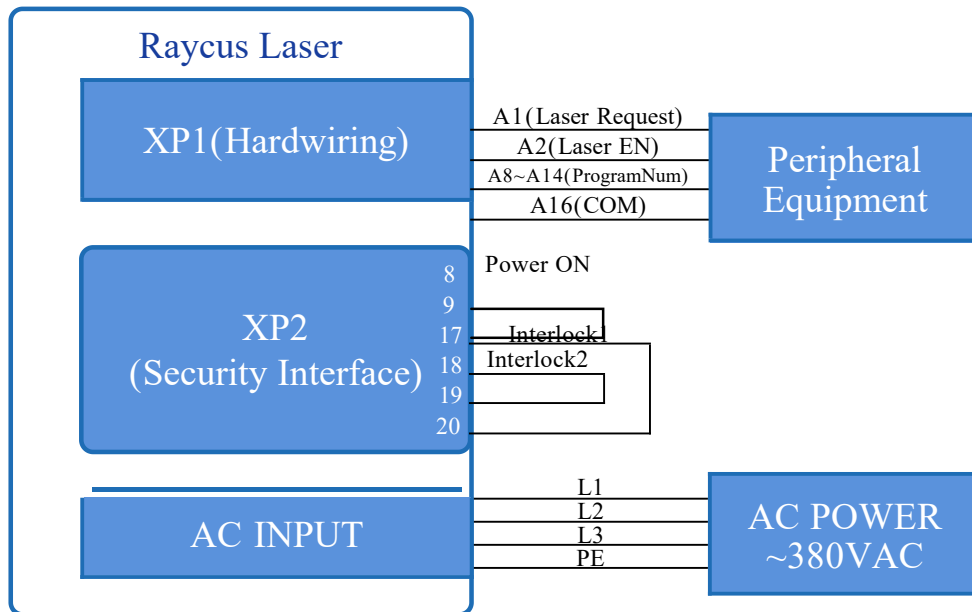 Raycus Laser
XP1(Hardwiring)
A1(Laser Request)
A2(Laser EN)
A8~A14(ProgramNum)
A16(COM)
Peripheral
Equipment
XP2
(Security Interface)
8
9
17
18
19
20
Power ON
Interlock1
Interlock2
AC INPUT
L1
L2
L3
PE
AC POWER
~380VAC